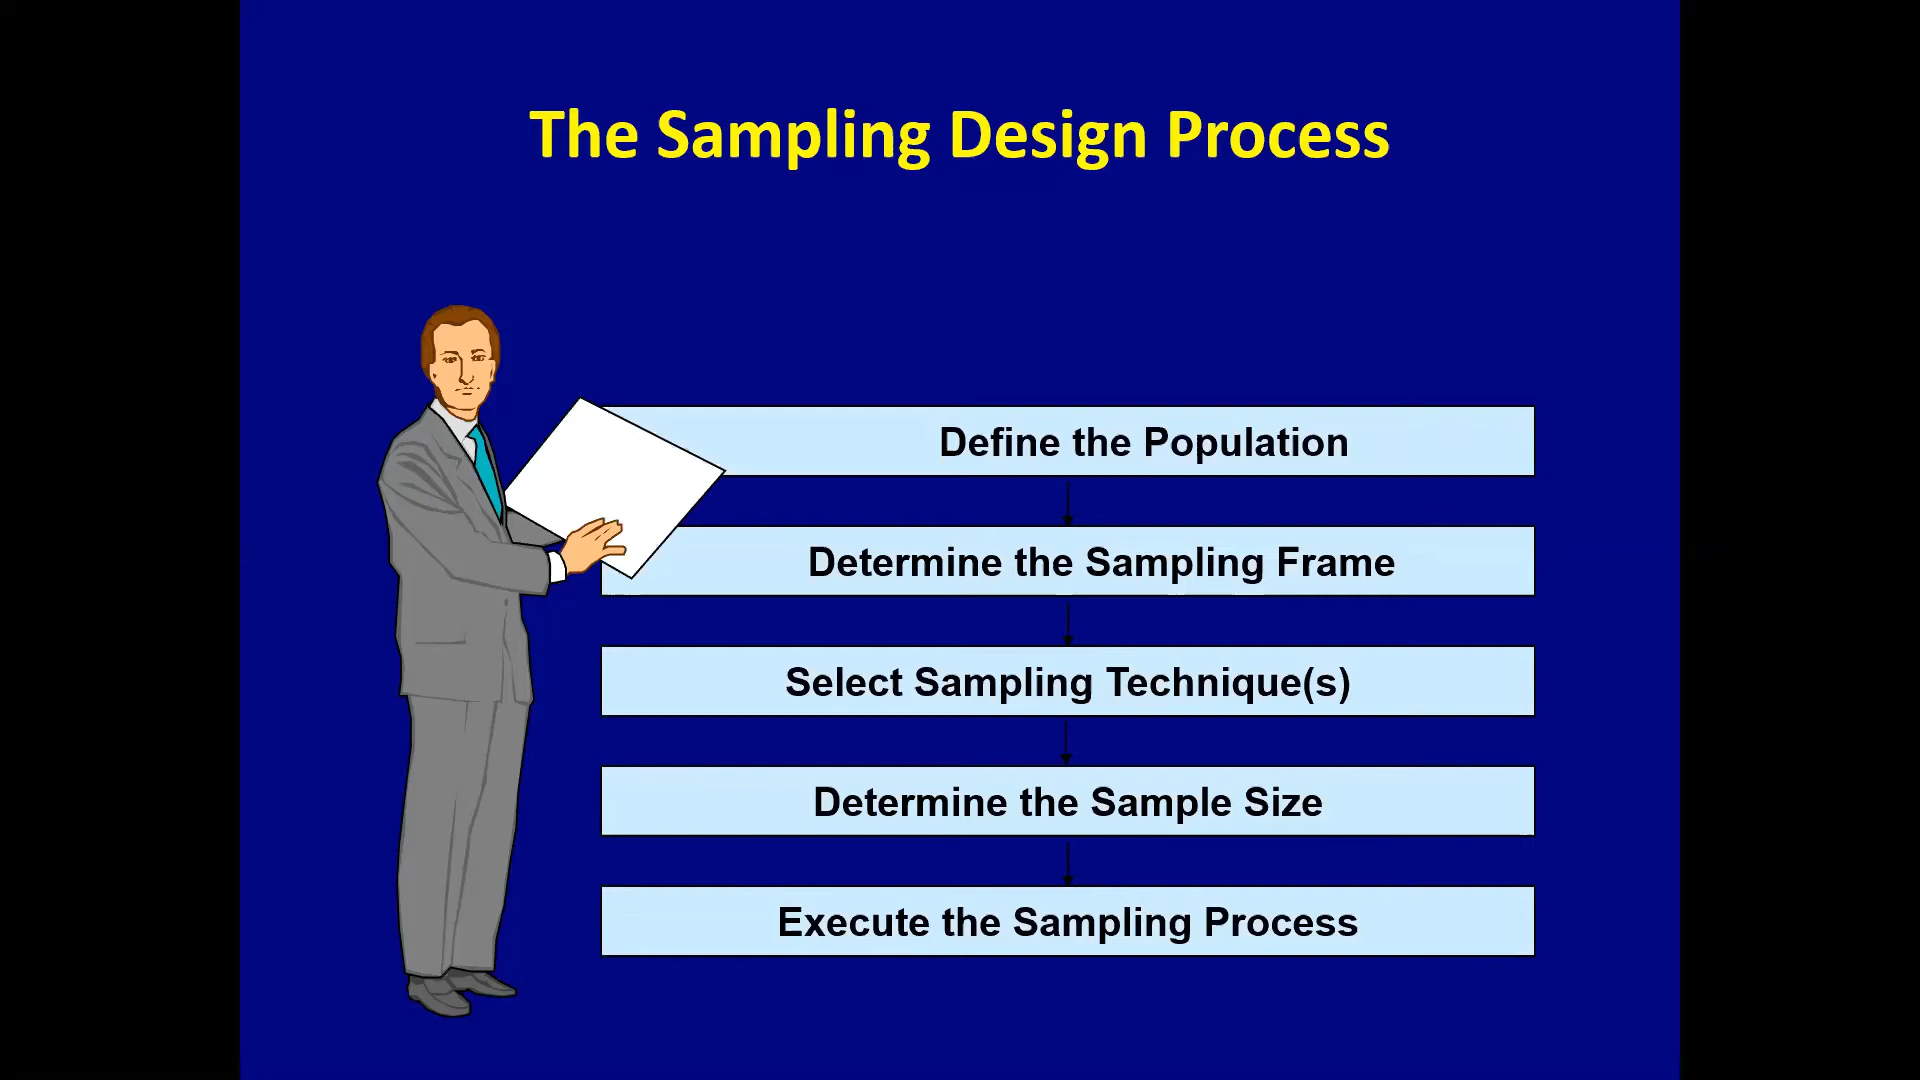 The Sampling Design Process
Define the Population
Determine the Sampling Frame
Select Sampling Technique(s)
Determine the Sample Size
Execute the Sampling Process